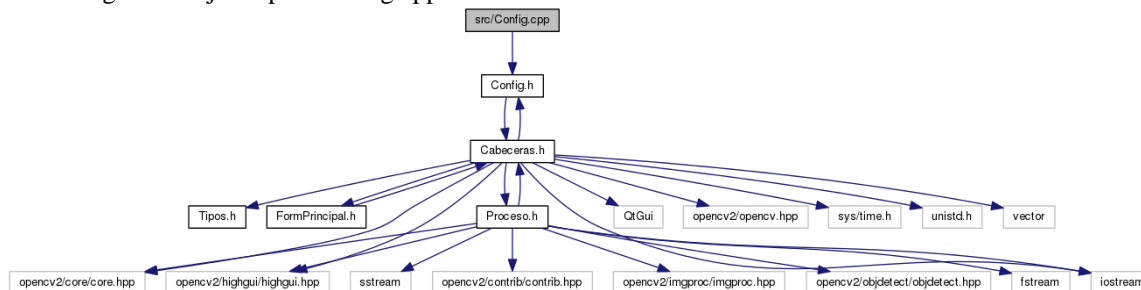 src/Config.cpp
Config.h
Cabeceras.h
Tipos.h FormPrincipal.h Proceso.h QtGui opencv2/opencv.hpp sys/time.h unistd.h vector
opencv2/core/core.hpp opencv2/highgui/highgui.hpp sstream opencv2/contrib/contrib.hpp opencv2/imgproc/imgproc.hpp opencv2/objdetect/objdetect.hpp fstream iostream